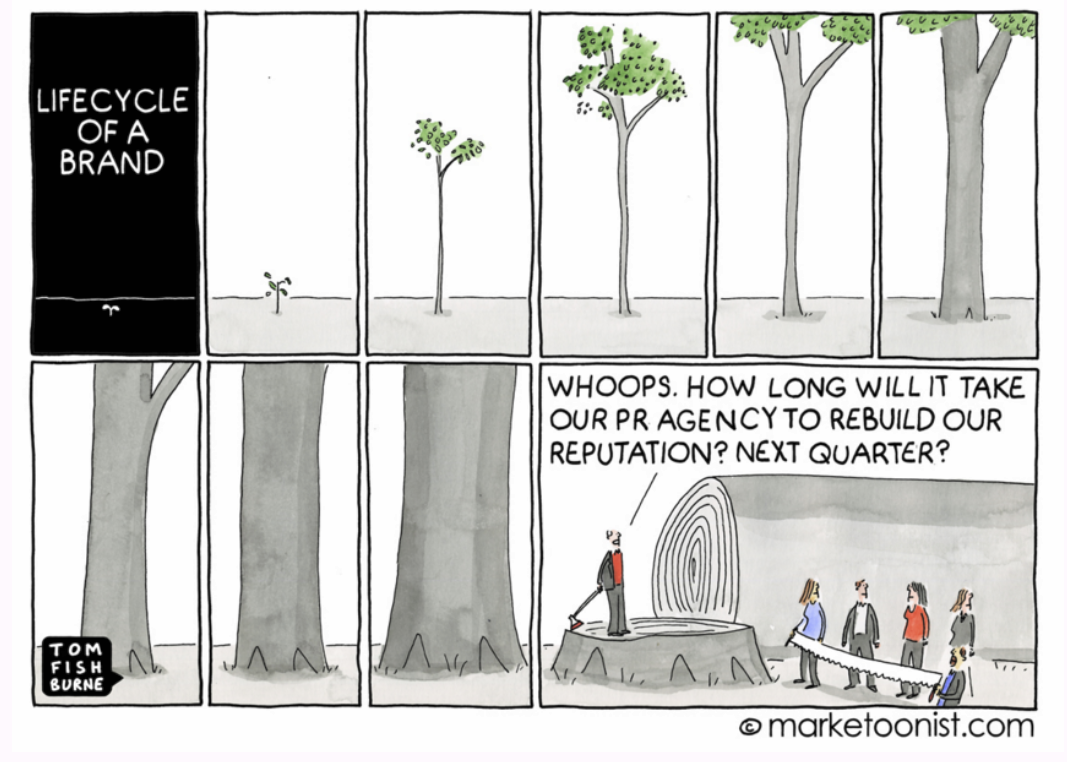 LIFECYCLE
OF A
BRAND
TOM
FISH
BURNE
WHOOPS. HOW LONG WILL IT TAKE
OUR PR AGENCY TO REBUILD OUR
REPUTATION? NEXT QUARTER?
© marketoonist.com